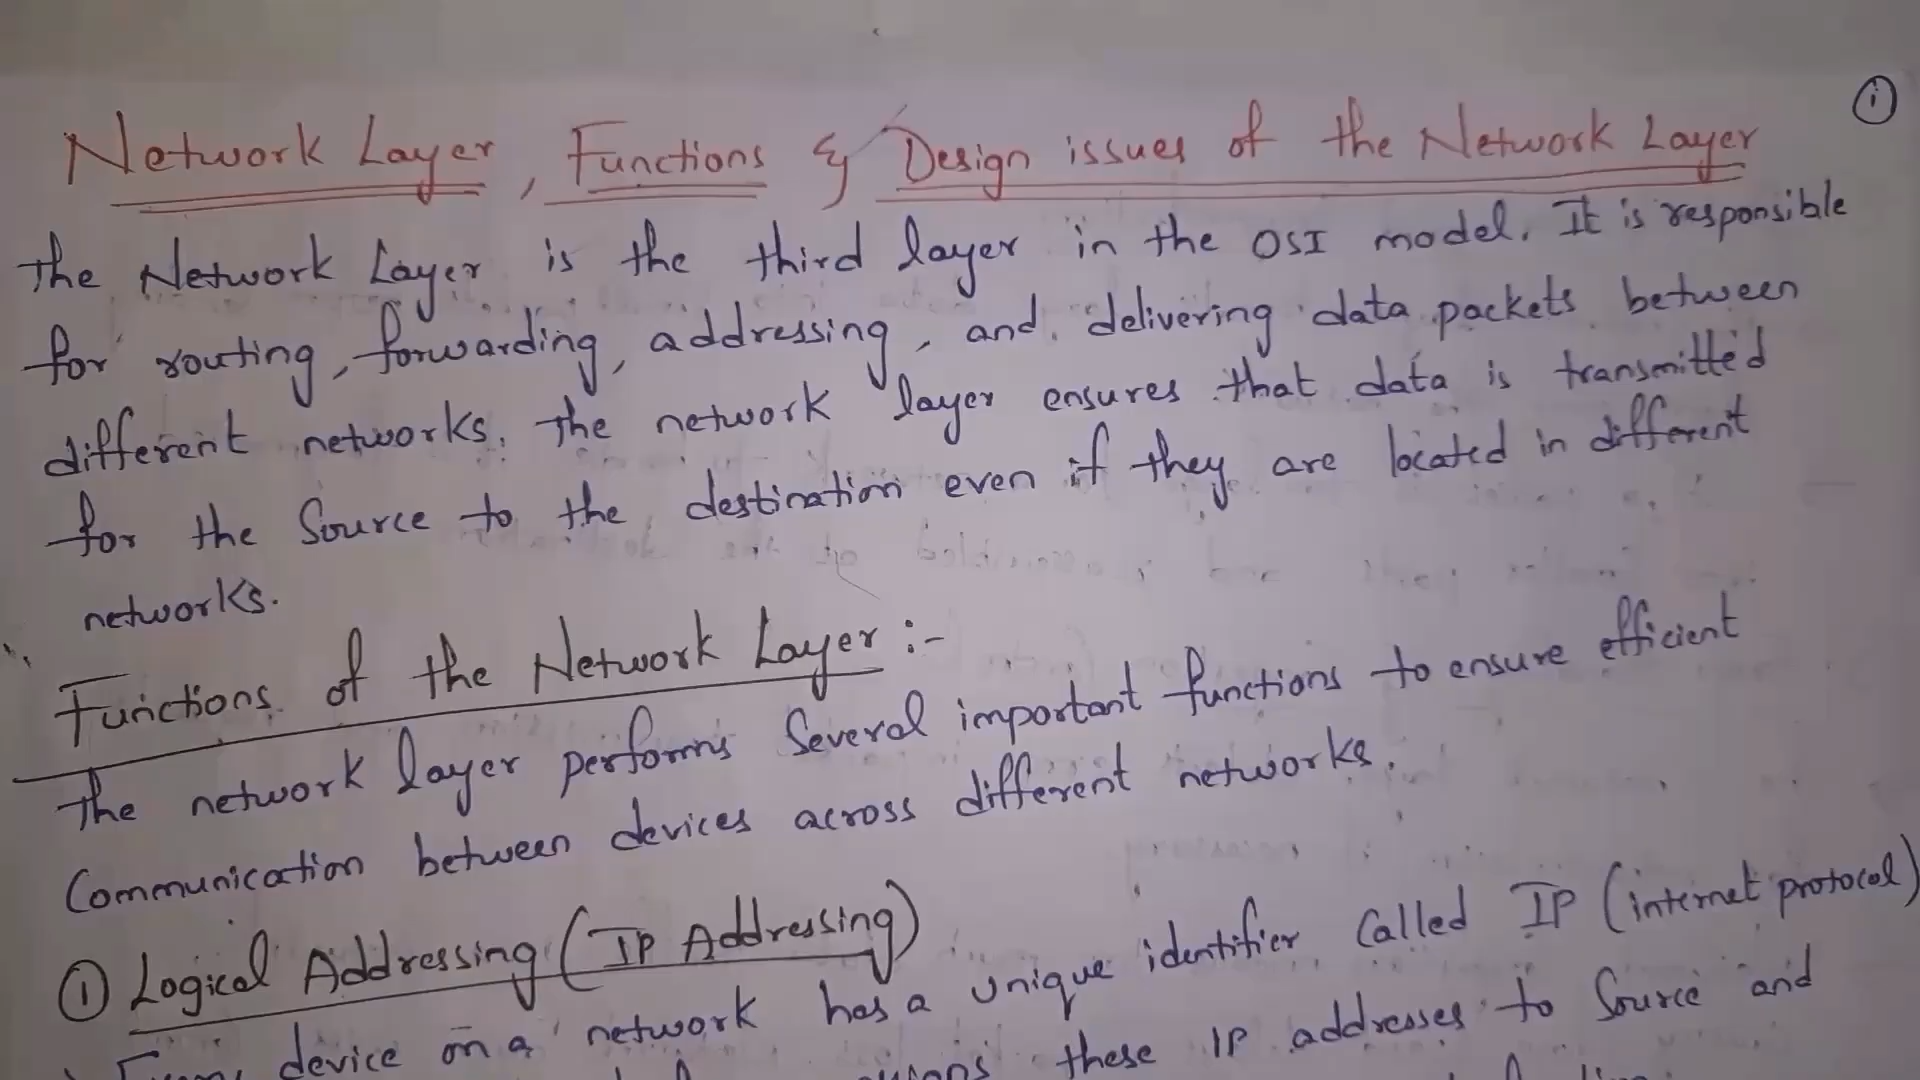 ①
Network Layer, Functions & Design issues of the Network Layer
The Network Layer is the third layer in the OSI model. It is responsible
for routing, forwarding, addressing, and delivering data packets between
different networks. The network layer ensures that data is transmitted
for the Source to the destination even if they are located in different
networks.
Functions of the Network Layer :-
The network layer performs Several important functions to ensure efficient
Communication between devices across different networks.
① Logical Addressing (IP Addressing)
device on a network has a unique identifier Called IP (internet protocol)
these IP addresses to Source and